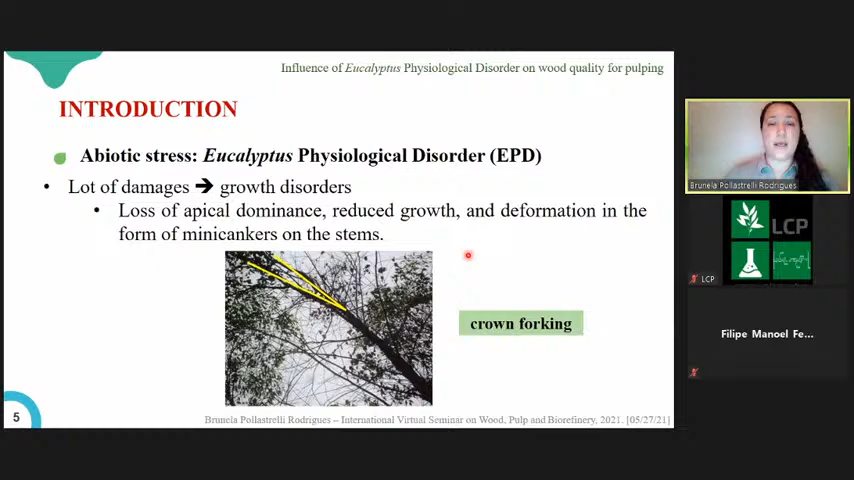 Influence of Eucalyptus Physiological Disorder on wood quality for pulping
INTRODUCTION
Abiotic stress: Eucalyptus Physiological Disorder (EPD)
• Lot of damages ➔ growth disorders
• Loss of apical dominance, reduced growth, and deformation in the
form of minicankers on the stems.
crown forking
5
Brunela Pollastrelli Rodrigues – International Virtual Seminar on Wood, Pulp and Biorefinery, 2021. [05/27/21]
Brunela Pollastrelli Rodrigues
LCP
LCP
Filipe Manoel Fe...